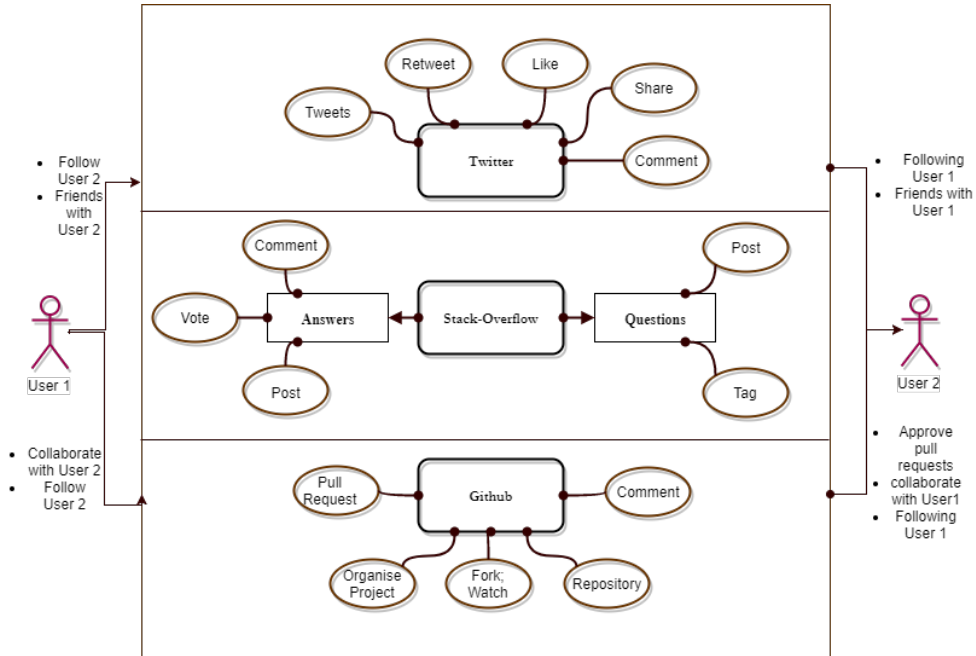 Retweet
Like
Share
Tweets
Twitter
Comment
Follow
User 2
Friends
with
User 2
Following
User 1
Friends with
User 1
Comment
Post
Vote
Answers
Stack-Overflow
Questions
Post
Tag
User 1
User 2
Collaborate
with User 2
Follow
User 2
Approve
pull
requests
collaborate
with User1
Following
User 1
Pull
Request
Github
Comment
Organise
Project
Fork;
Watch
Repository